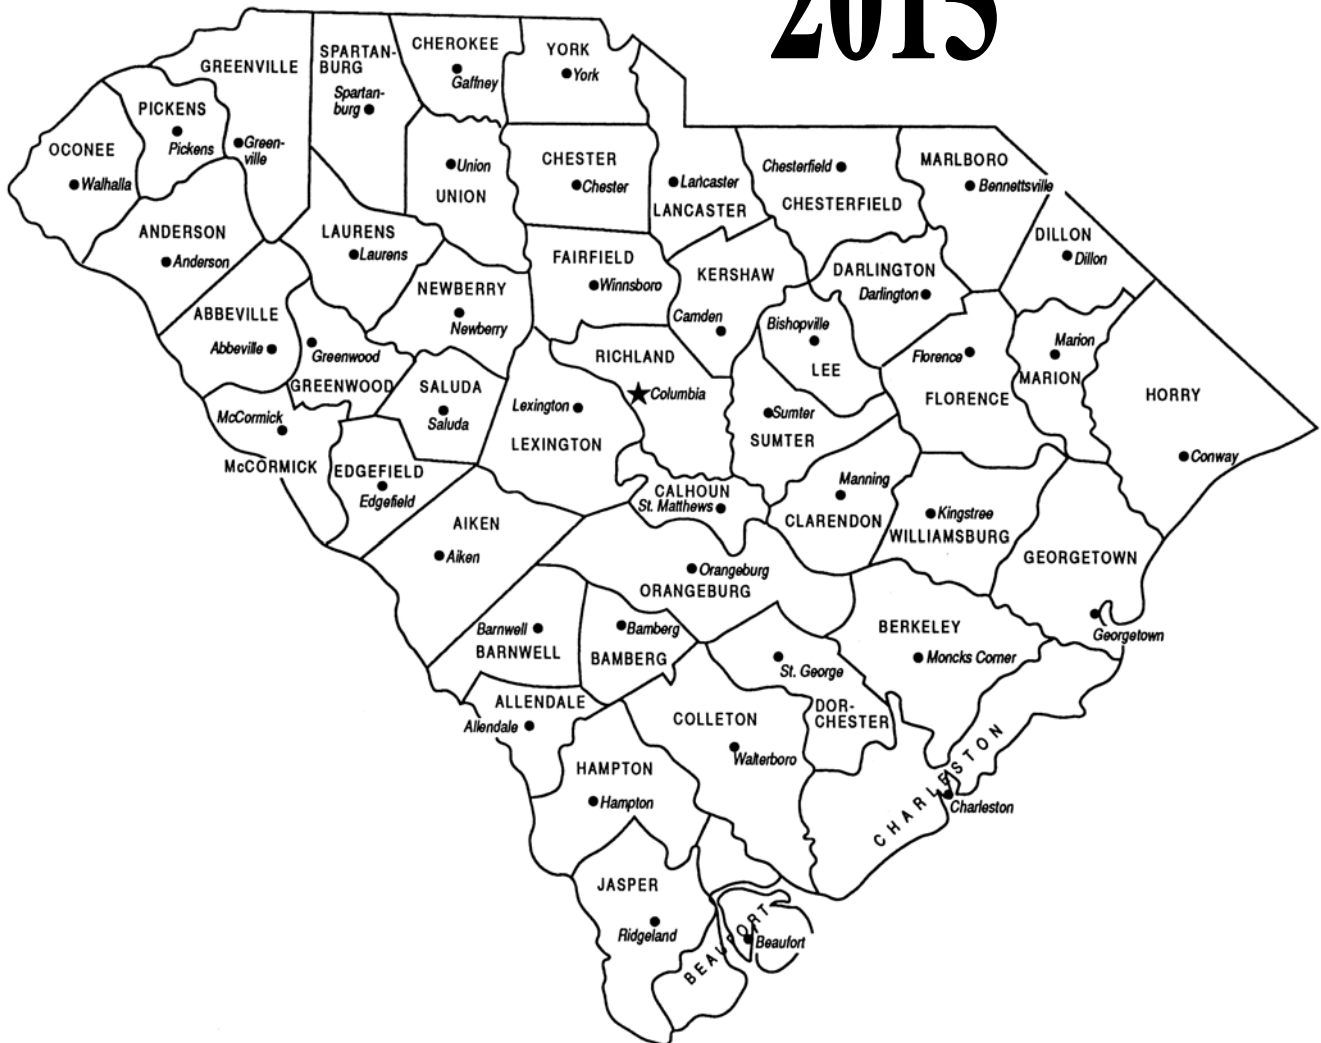 2015
CHEROKEE
Gaffney
YORK
York
SPARTAN-
BURG
Spartan-
burg
GREENVILLE
Green-
ville
PICKENS
Pickens
OCONEE
Walhalla
Union
UNION
CHESTER
Chester
Lancaster
LANCASTER
Chesterfield
CHESTERFIELD
MARLBORO
Bennettsville
ANDERSON
Anderson
LAURENS
Laurens
DILLON
Dillon
FAIRFIELD
Winnsboro
KERSHAW
Camden
DARLINGTON
Darlington
NEWBERRY
Newberry
ABBEVILLE
Abbeville
Greenwood
GREENWOOD
Bishopville
LEE
Florence
FLORENCE
Marion
MARION
RICHLAND
Columbia
SALUDA
Saluda
HORRY
Conway
Lexington
LEXINGTON
McCormick
McCORMICK
Sumter
SUMTER
EDGEFIELD
Edgefield
CALHOUN
St. Matthews
Manning
CLARENDON
Kingstree
WILLIAMSBURG
AIKEN
Aiken
GEORGETOWN
Georgetown
Orangeburg
ORANGEBURG
Barnwell
BARNWELL
Bamberg
BAMBERG
BERKELEY
Moncks Corner
St. George
DOR-
CHESTER
ALLENDALE
Allendale
COLLETON
Walterboro
HAMPTON
Hampton
CHARLESTON
Charleston
JASPER
Ridgeland
BEAUFORT
Beaufort